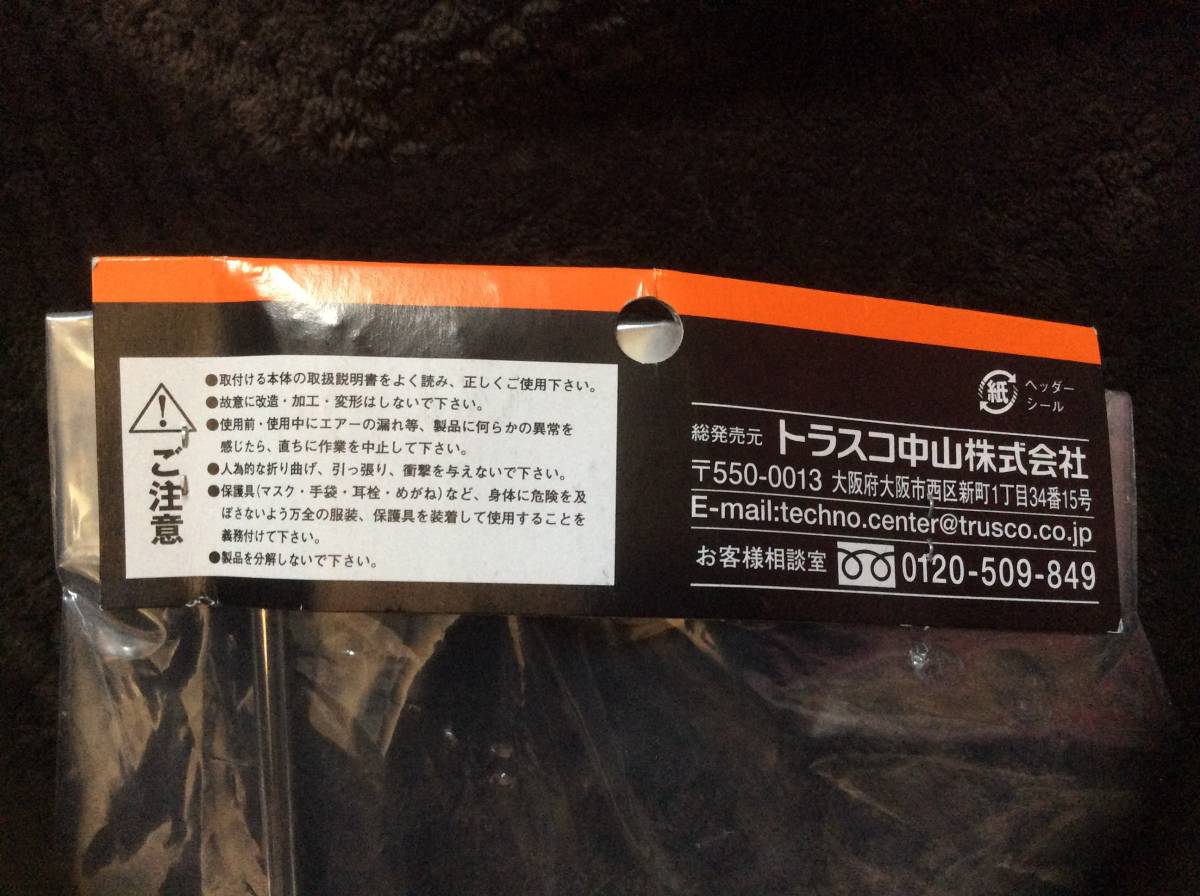 ご注意
●取付ける本体の取扱説明書をよく読み、正しくご使用下さい。
●故意に改造・加工・変形はしないで下さい。
●使用前・使用中にエアーの漏れ等、製品に何らかの異常を
感じたら、直ちに作業を中止して下さい。
●人為的な折り曲げ、引っ張り、衝撃を与えないで下さい。
●保護具(マスク・手袋・耳栓・めがね)など、身体に危険を及
ぼさないよう万全の服装、保護具を装着して使用することを
義務付けて下さい。
●製品を分解しないで下さい。
紙
ヘッダー
シール
総発売元 トラスコ中山株式会社
〒550-0013 大阪府大阪市西区新町1丁目34番15号
E-mail:techno.center@trusco.co.jp
お客様相談室 0120-509-849